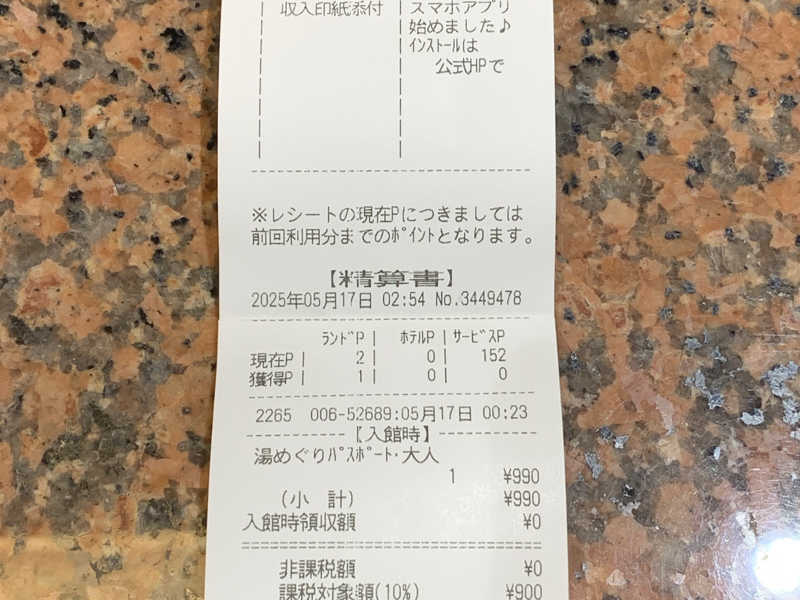 収入印紙添付
スマホアプリ
始めました♪
ｲﾝｽﾄｰﾙは
公式HPで
※レシートの現在Pにつきましては
前回利用分までのﾎﾟｲﾝﾄとなります。
【精算書】
2025年05月17日 02:54 No.3449478
ﾗﾝﾄﾞP | ﾎﾃﾙP | ｻｰﾋﾞｽP
現在P | 2 | 0 | 152
獲得P | 1 | 0 | 0
2265 006-52689:05月17日 00:23
【入館時】
湯めぐりﾊﾟｽﾎﾟｰﾄ･大人
1 ¥990
(小 計) ¥990
入館時領収額 ¥0
非課税額 ¥0
課税対象額(10%) ¥900